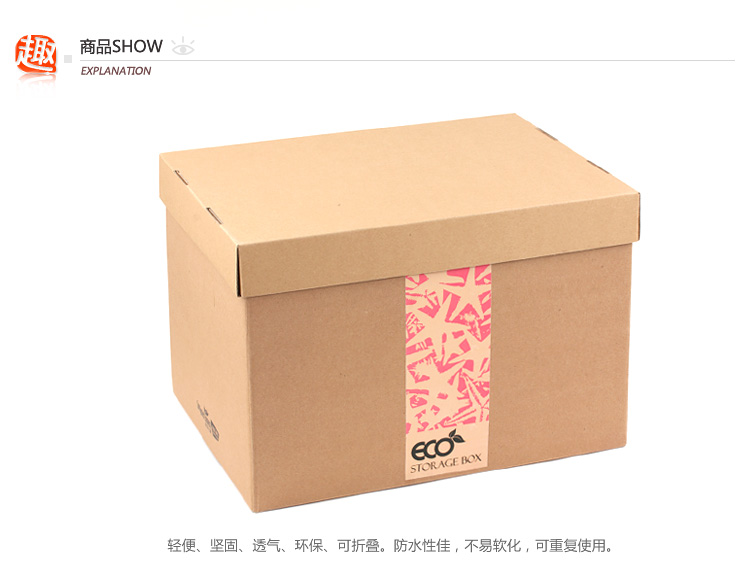 趣
商品SHOW
EXPLANATION
ECO
STORAGE BOX
轻便、坚固、透气、环保、可折叠。防水性佳，不易软化，可重复使用。